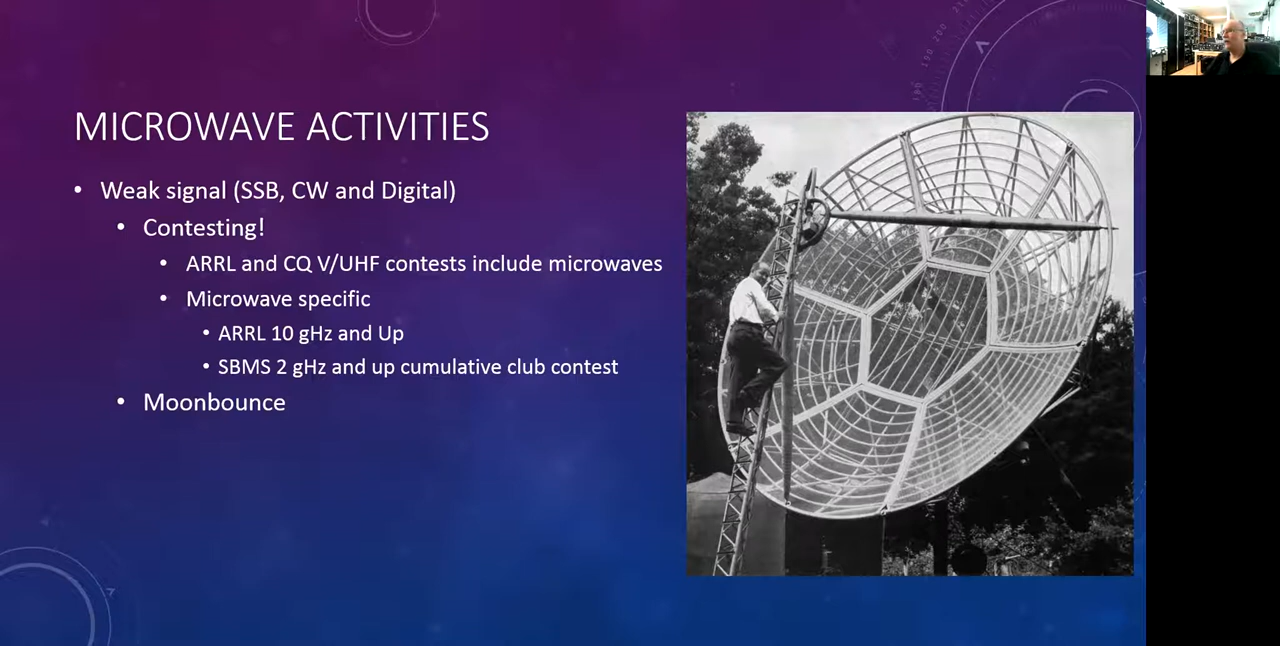 MICROWAVE ACTIVITIES
Weak signal (SSB, CW and Digital)
Contesting!
ARRL and CQ V/UHF contests include microwaves
Microwave specific
ARRL 10 gHz and Up
SBMS 2 gHz and up cumulative club contest
Moonbounce